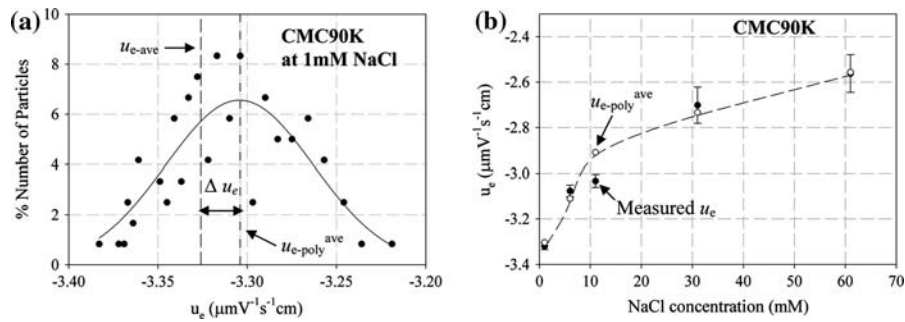 (a)
CMC90K
at 1mM NaCl
u_e-ave
Δ u_e
u_e-poly^ave
% Number of Particles
10
8
6
4
2
0
-3.40
-3.35
-3.30
-3.25
-3.20
u_e (μmV⁻¹s⁻¹cm)
(b)
CMC90K
u_e-poly^ave
Measured u_e
u_e (μmV⁻¹s⁻¹cm)
-2.4
-2.6
-2.8
-3.0
-3.2
-3.4
0
10
20
30
40
50
60
70
NaCl concentration (mM)